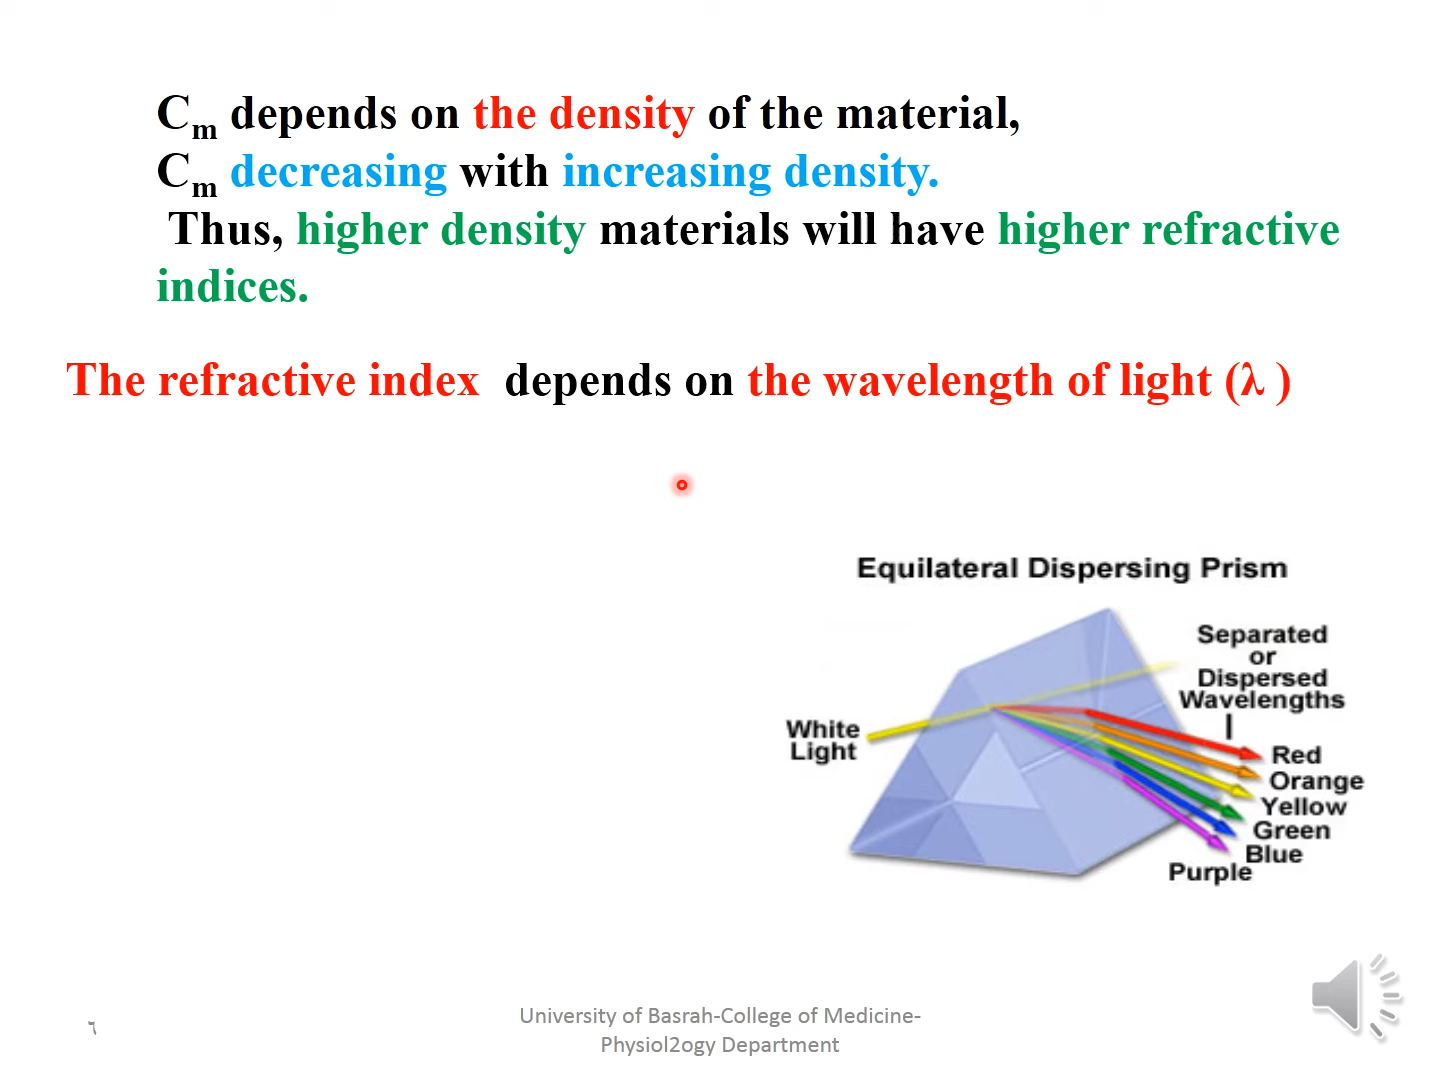 Cm depends on the density of the material,
Cm decreasing with increasing density.
Thus, higher density materials will have higher refractive
indices.
The refractive index depends on the wavelength of light (λ )
Equilateral Dispersing Prism
Separated
or
Dispersed
Wavelengths
White
Light
Red
Orange
Yellow
Green
Blue
Purple
٦
University of Basrah-College of Medicine-
Physiol2ogy Department